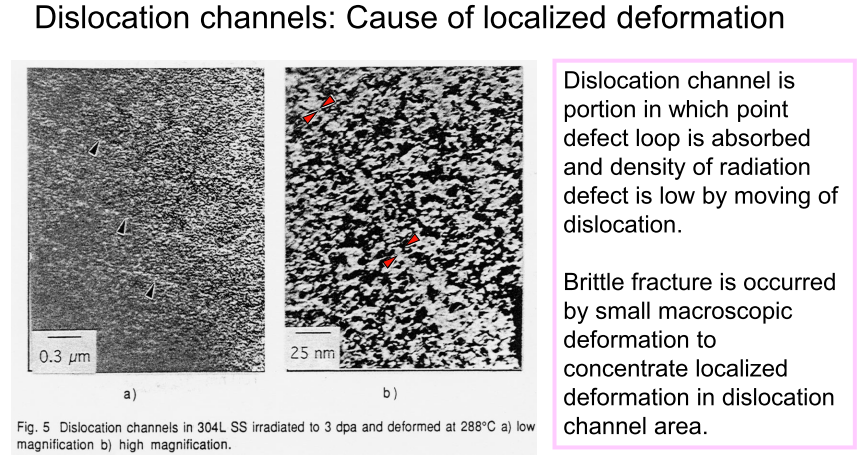 Dislocation channels: Cause of localized deformation
0.3 μm
25 nm
a)
b)
Fig. 5 Dislocation channels in 304L SS irradiated to 3 dpa and deformed at 288°C a) low
magnification b) high magnification.
Dislocation channel is
portion in which point
defect loop is absorbed
and density of radiation
defect is low by moving of
dislocation.
Brittle fracture is occurred
by small macroscopic
deformation to
concentrate localized
deformation in dislocation
channel area.